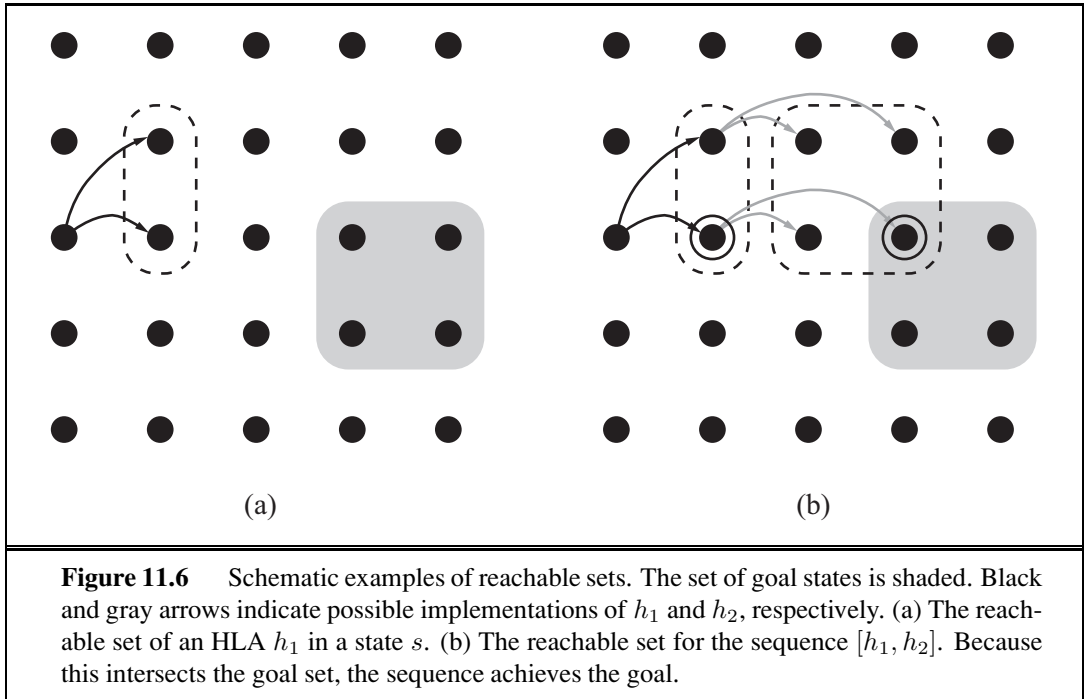 (a) (b)
Figure 11.6 Schematic examples of reachable sets. The set of goal states is shaded. Black
and gray arrows indicate possible implementations of h₁ and h₂, respectively. (a) The reach-
able set of an HLA h₁ in a state s. (b) The reachable set for the sequence [h₁, h₂]. Because
this intersects the goal set, the sequence achieves the goal.